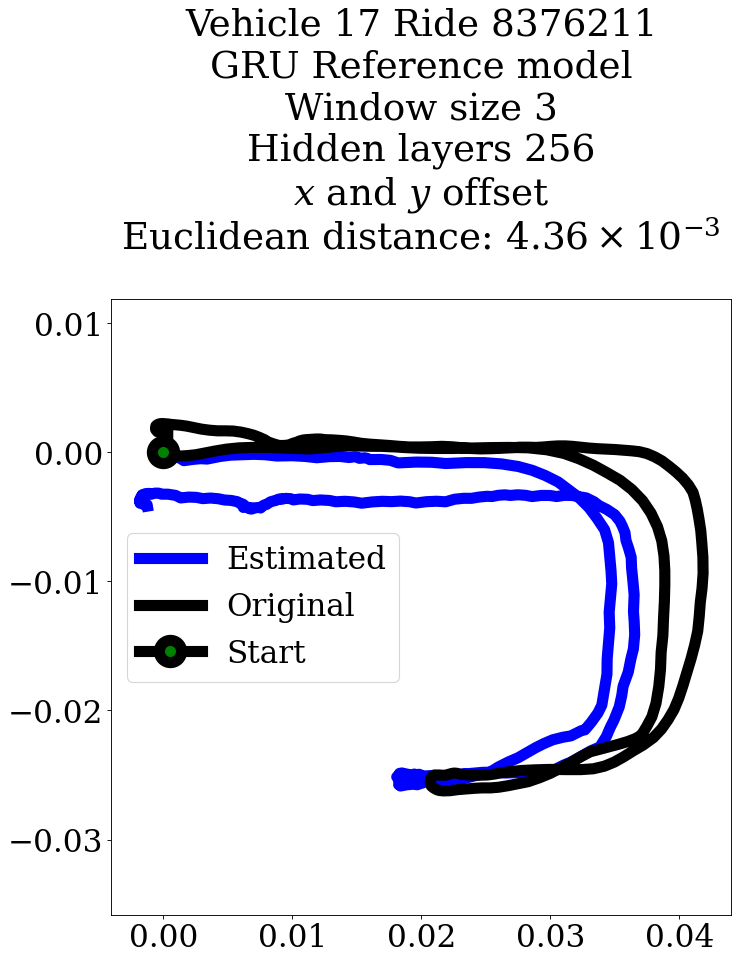 Vehicle 17 Ride 8376211
GRU Reference model
Window size 3
Hidden layers 256
x and y offset
Euclidean distance: 4.36 × 10⁻³
0.01
0.00
−0.01
−0.02
−0.03
Estimated
Original
Start
0.00 0.01 0.02 0.03 0.04